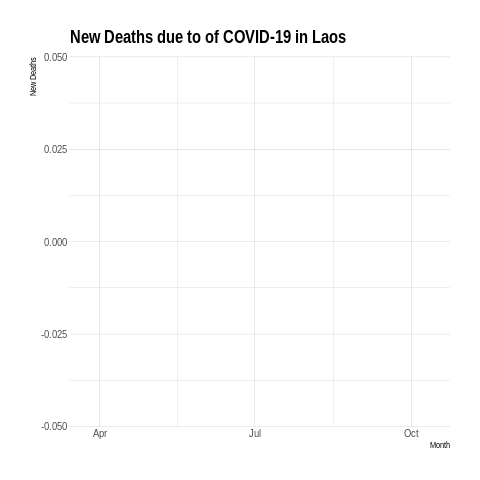 New Deaths due to of COVID-19 in Laos
New Deaths
0.050
0.025
0.000
-0.025
-0.050
Apr
Jul
Oct
Month